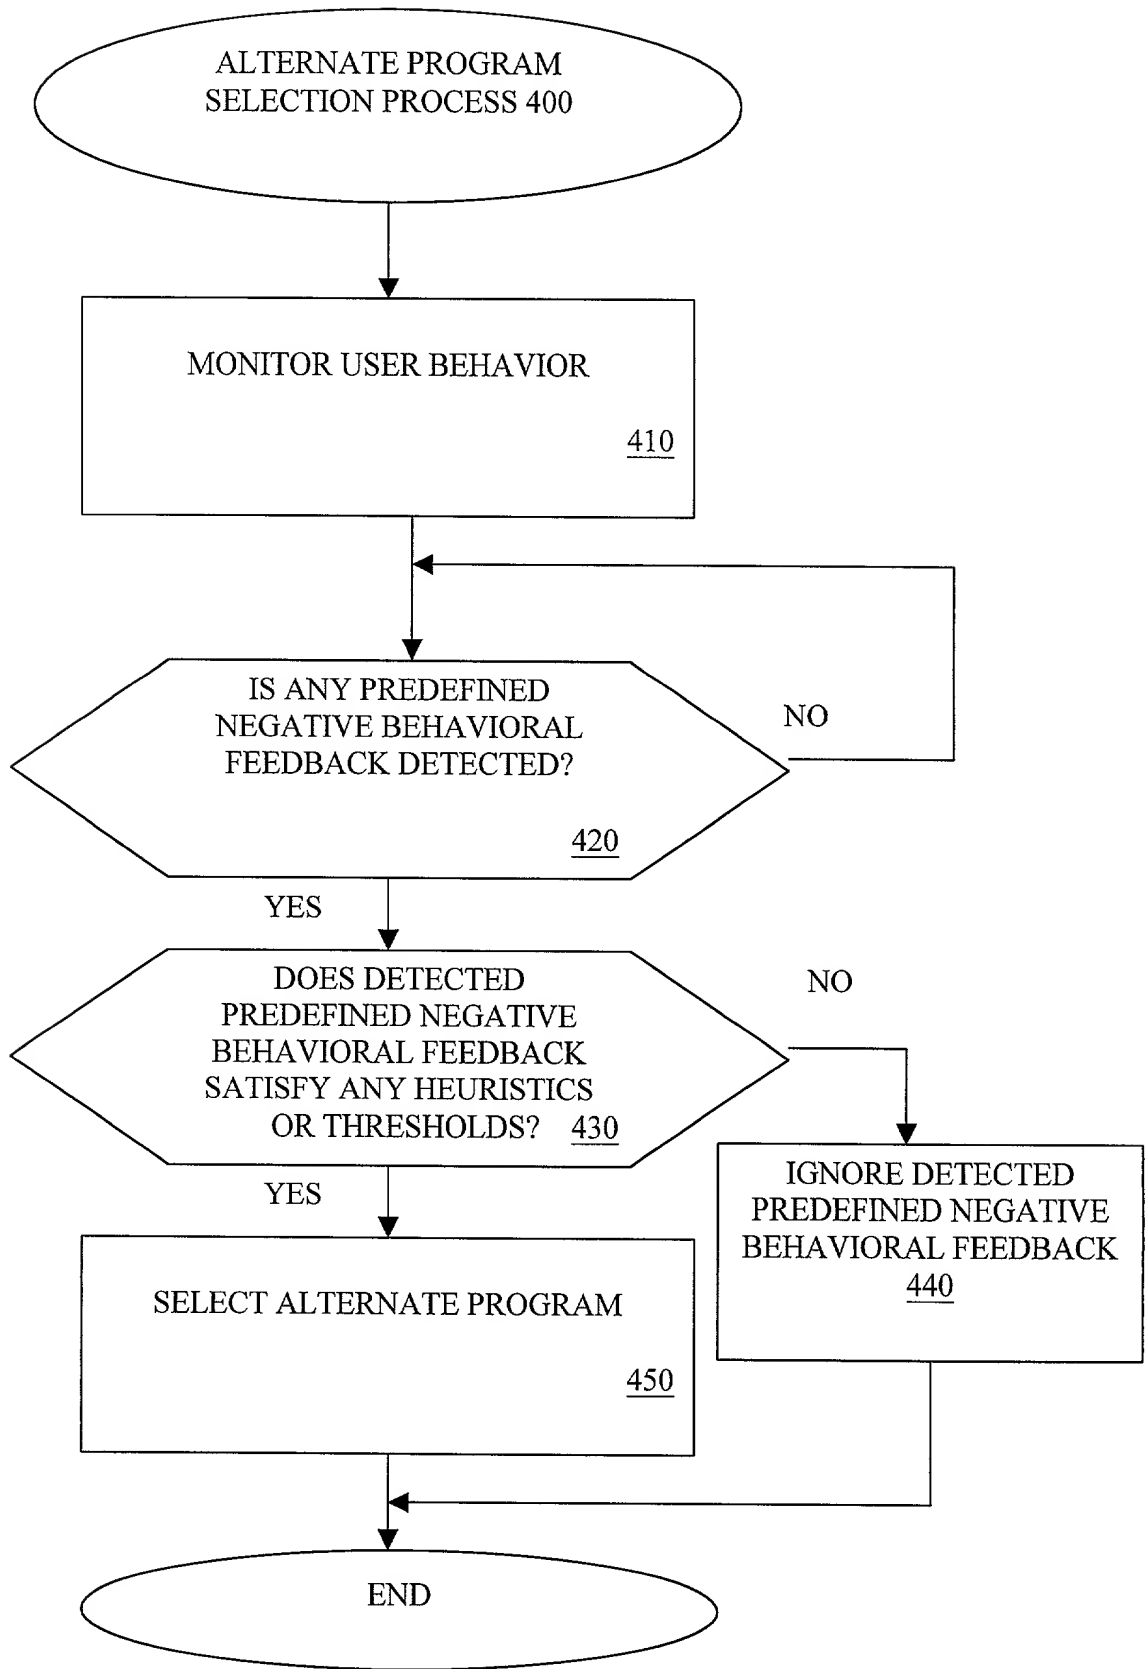 ALTERNATE PROGRAM
SELECTION PROCESS 400
MONITOR USER BEHAVIOR
410
IS ANY PREDEFINED
NEGATIVE BEHAVIORAL
FEEDBACK DETECTED?
NO
420
YES
DOES DETECTED
PREDEFINED NEGATIVE
BEHAVIORAL FEEDBACK
SATISFY ANY HEURISTICS
OR THRESHOLDS? 430
NO
YES
IGNORE DETECTED
PREDEFINED NEGATIVE
BEHAVIORAL FEEDBACK
440
SELECT ALTERNATE PROGRAM
450
END